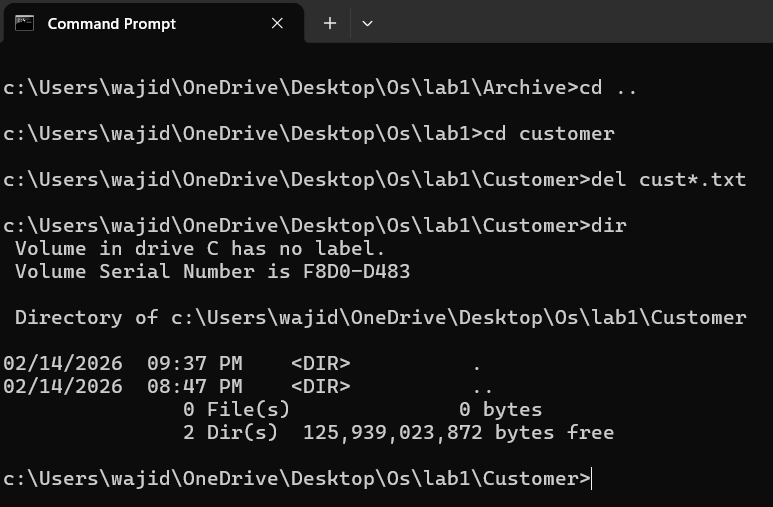 Command Prompt
c:\Users\wajid\OneDrive\Desktop\Os\lab1\Archive>cd ..
c:\Users\wajid\OneDrive\Desktop\Os\lab1>cd customer
c:\Users\wajid\OneDrive\Desktop\Os\lab1\Customer>del cust*.txt
c:\Users\wajid\OneDrive\Desktop\Os\lab1\Customer>dir
 Volume in drive C has no label.
 Volume Serial Number is F8D0-D483
 Directory of c:\Users\wajid\OneDrive\Desktop\Os\lab1\Customer
02/14/2026  09:37 PM    <DIR>          .
02/14/2026  08:47 PM    <DIR>          ..
               0 File(s)              0 bytes
               2 Dir(s)  125,939,023,872 bytes free
c:\Users\wajid\OneDrive\Desktop\Os\lab1\Customer>